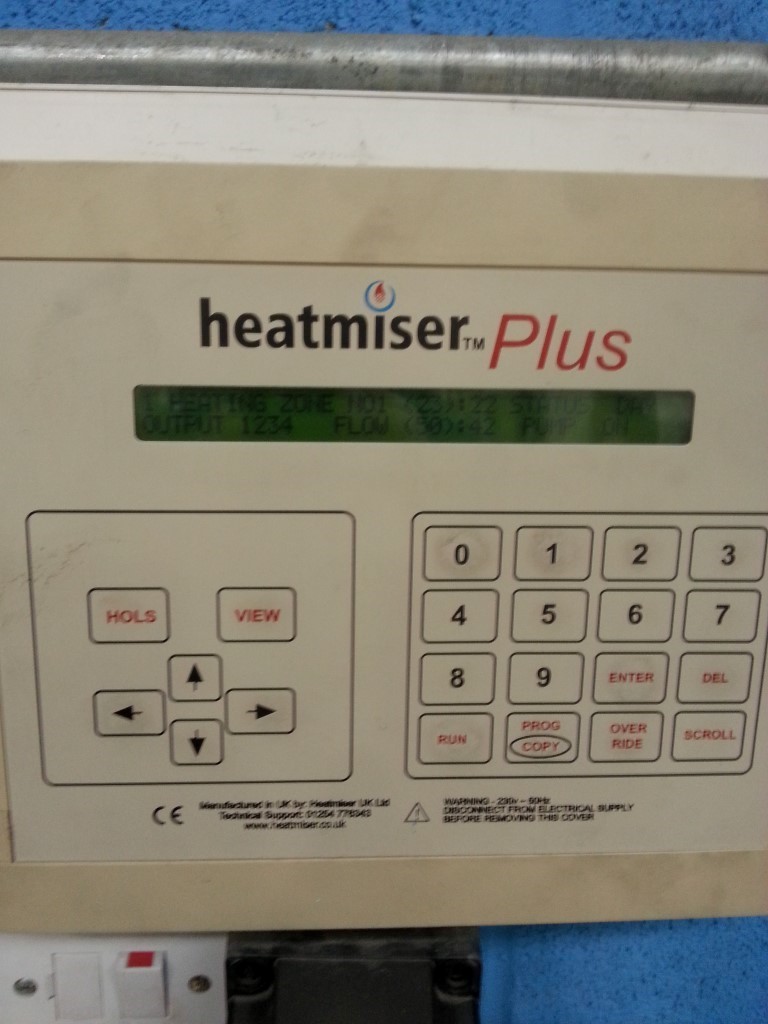 heatmiser™ Plus
1 HEATING ZONE NO1 (23):22 STATUS DAY
OUTPUT 1234 FLOW (50):42 PUMP ON
HOLS VIEW
0 1 2 3
4 5 6 7
8 9 ENTER DEL
RUN PROG COPY OVER RIDE SCROLL
CE Manufactured in UK by: Heatmiser UK Ltd
Technical Support: 01254 776343
www.heatmiser.co.uk
WARNING - 230v ~ 50Hz
DISCONNECT FROM ELECTRICAL SUPPLY
BEFORE REMOVING THIS COVER